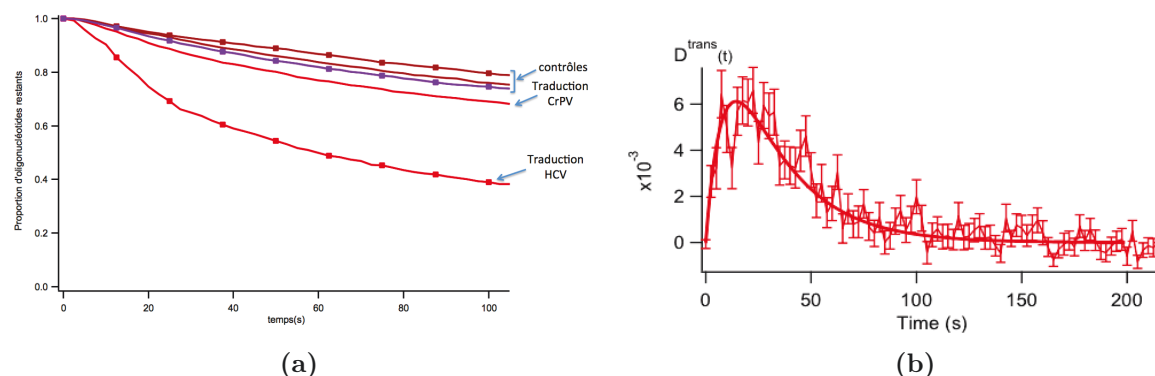 Proportion d'oligonucléotides restants
1.0
0.8
0.6
0.4
0.2
0.0
0
20
40
60
80
100
temps(s)
contrôles
Traduction
CrPV
Traduction
HCV
(a)
D^trans(t)
x10^-3
6
4
2
0
0
50
100
150
200
Time (s)
(b)